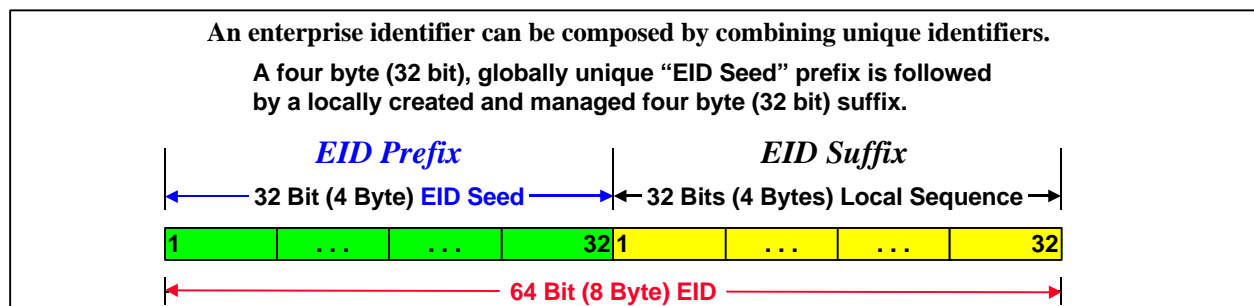 An enterprise identifier can be composed by combining unique identifiers.
A four byte (32 bit), globally unique “EID Seed” prefix is followed
by a locally created and managed four byte (32 bit) suffix.
EID Prefix EID Suffix
32 Bit (4 Byte) EID Seed 32 Bits (4 Bytes) Local Sequence
1 . . . . . . 32 1 . . . . . . 32
64 Bit (8 Byte) EID